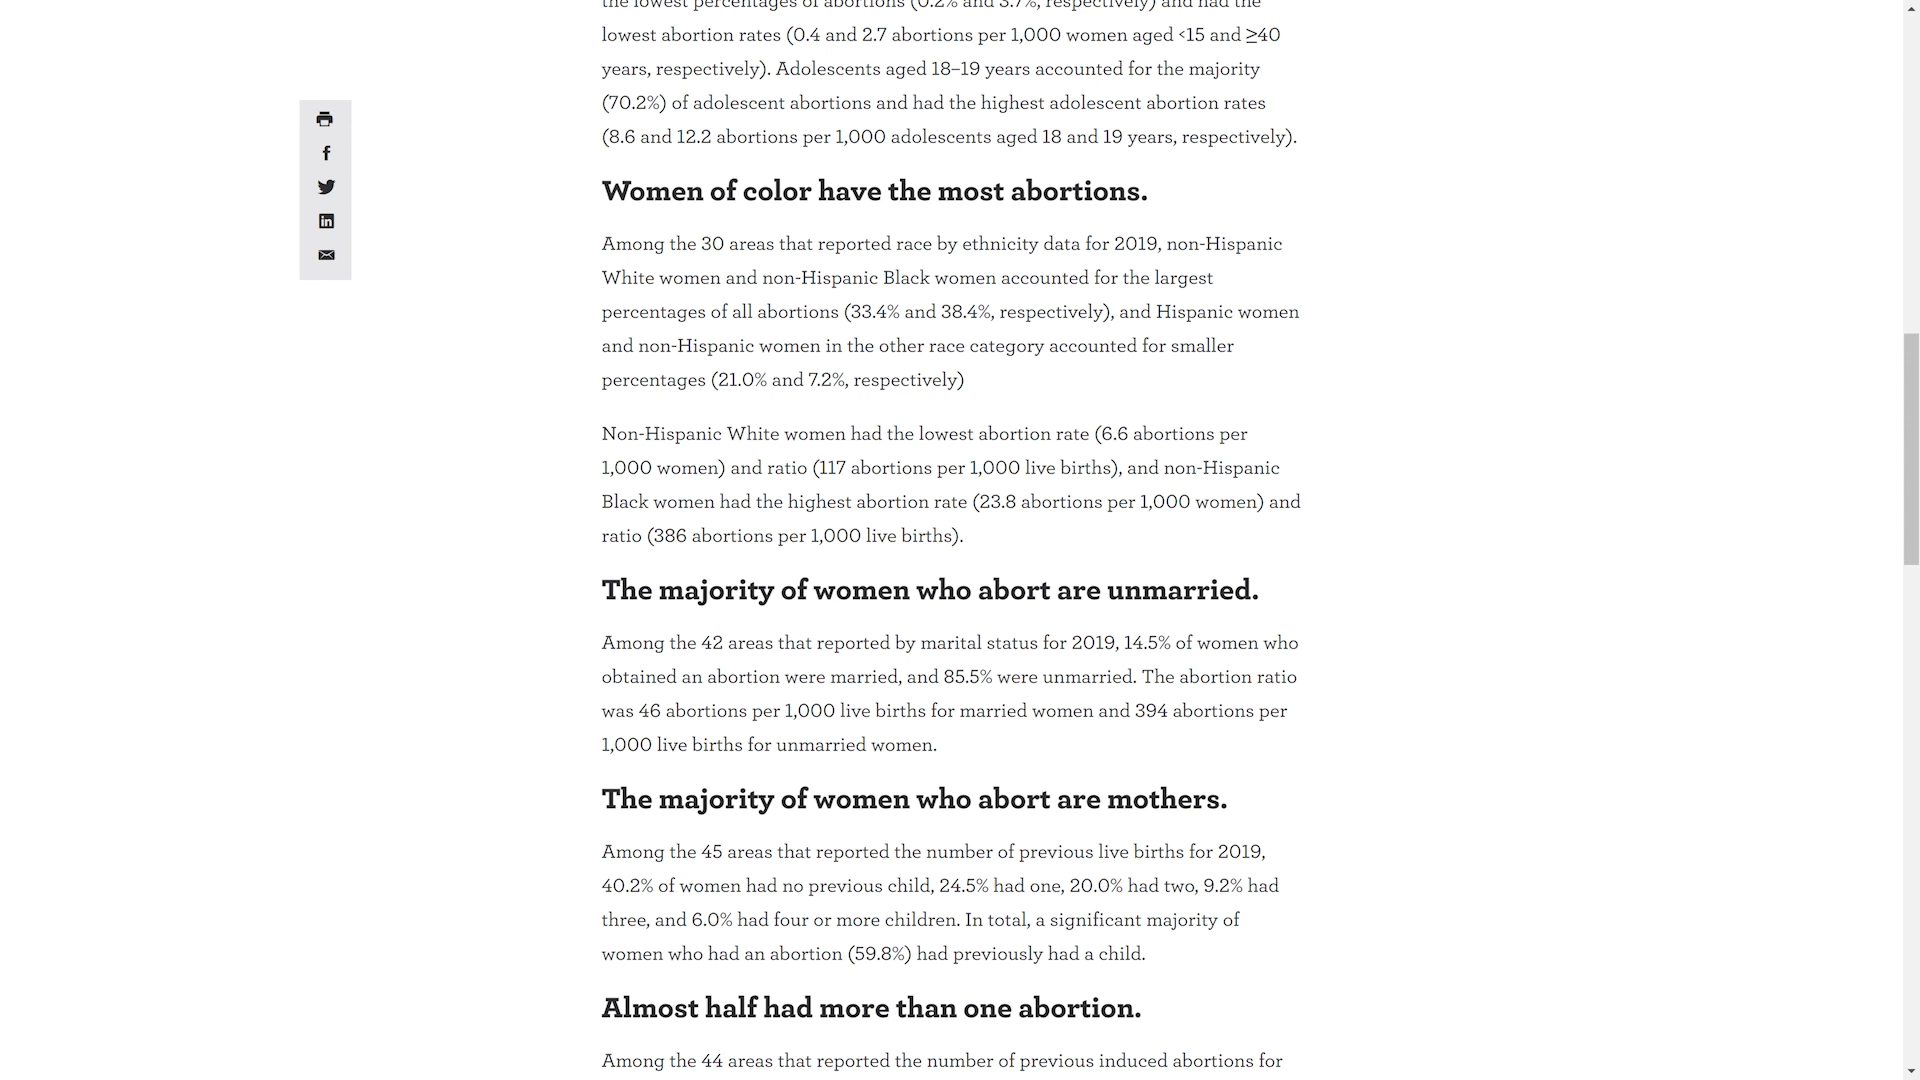 the lowest percentages of abortions (0.2% and 3.7%, respectively) and had the
lowest abortion rates (0.4 and 2.7 abortions per 1,000 women aged <15 and ≥40
years, respectively). Adolescents aged 18–19 years accounted for the majority
(70.2%) of adolescent abortions and had the highest adolescent abortion rates
(8.6 and 12.2 abortions per 1,000 adolescents aged 18 and 19 years, respectively).
Women of color have the most abortions.
Among the 30 areas that reported race by ethnicity data for 2019, non-Hispanic
White women and non-Hispanic Black women accounted for the largest
percentages of all abortions (33.4% and 38.4%, respectively), and Hispanic women
and non-Hispanic women in the other race category accounted for smaller
percentages (21.0% and 7.2%, respectively)
Non-Hispanic White women had the lowest abortion rate (6.6 abortions per
1,000 women) and ratio (117 abortions per 1,000 live births), and non-Hispanic
Black women had the highest abortion rate (23.8 abortions per 1,000 women) and
ratio (386 abortions per 1,000 live births).
The majority of women who abort are unmarried.
Among the 42 areas that reported by marital status for 2019, 14.5% of women who
obtained an abortion were married, and 85.5% were unmarried. The abortion ratio
was 46 abortions per 1,000 live births for married women and 394 abortions per
1,000 live births for unmarried women.
The majority of women who abort are mothers.
Among the 45 areas that reported the number of previous live births for 2019,
40.2% of women had no previous child, 24.5% had one, 20.0% had two, 9.2% had
three, and 6.0% had four or more children. In total, a significant majority of
women who had an abortion (59.8%) had previously had a child.
Almost half had more than one abortion.
Among the 44 areas that reported the number of previous induced abortions for